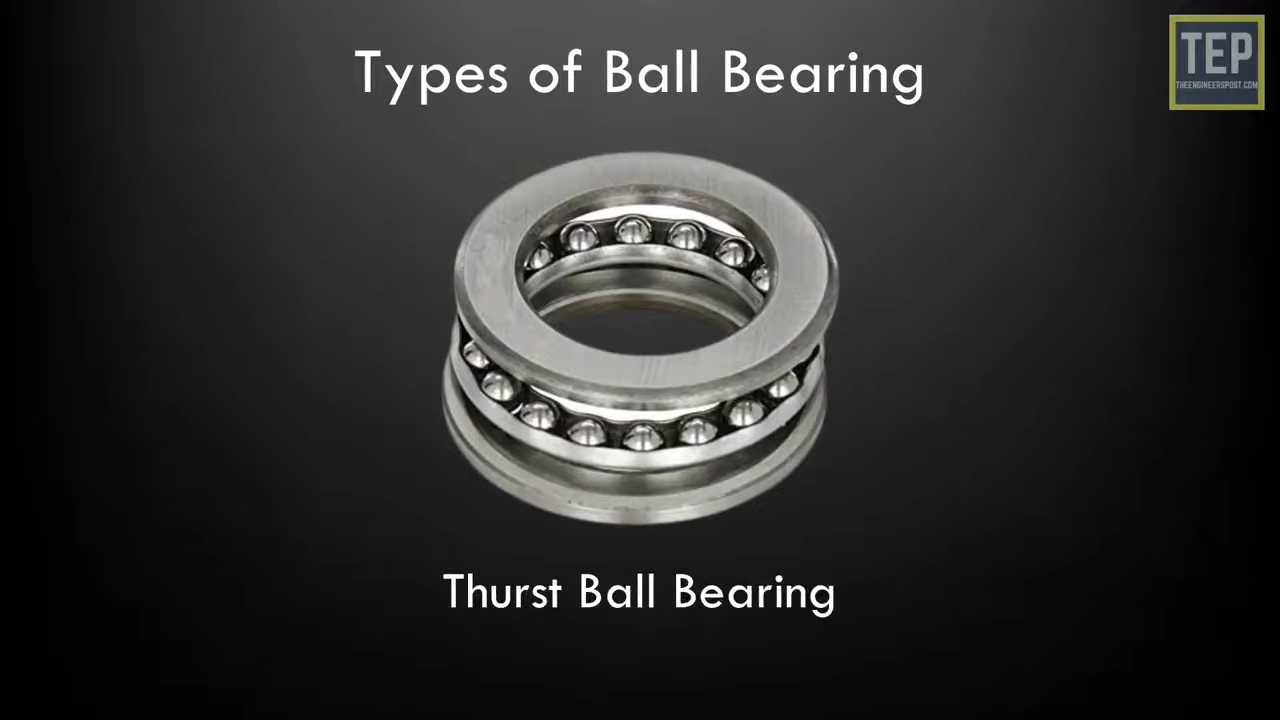 Types of Ball Bearing
TEP
THEENGINEERSPOST.COM
Thurst Ball Bearing